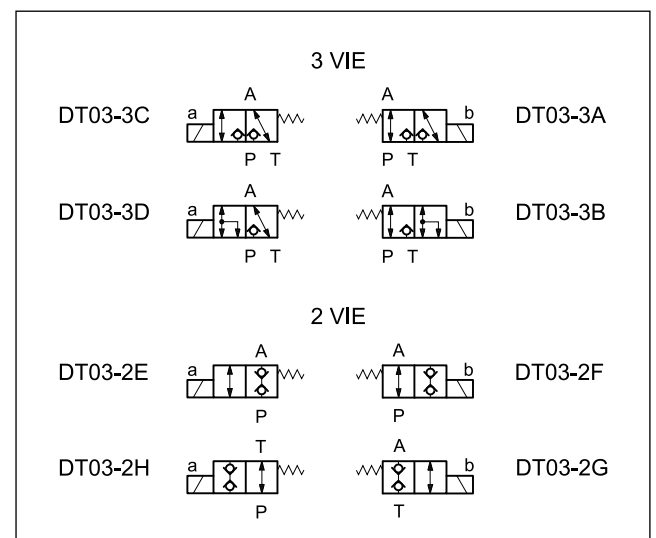 3 VIE
DT03-3C a A P T A b P T DT03-3A
DT03-3D a A P T A b P T DT03-3B
2 VIE
DT03-2E a A P A b P DT03-2F
DT03-2H a T P A b T DT03-2G